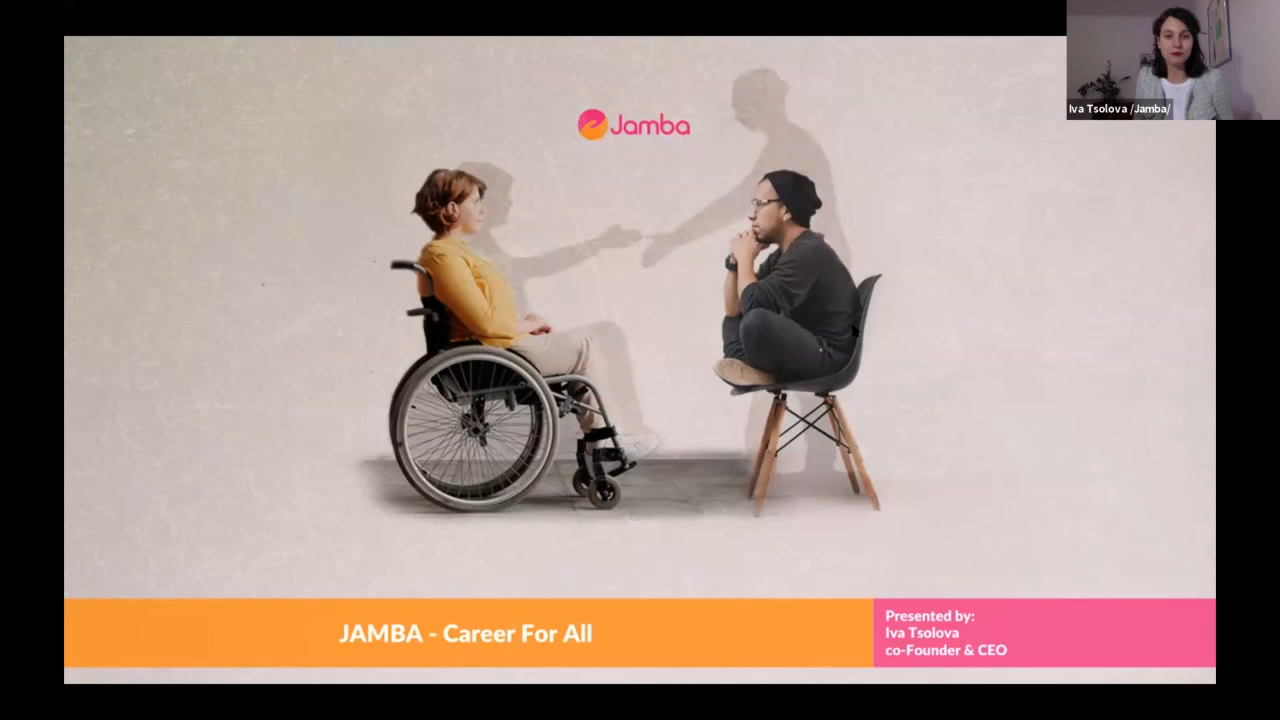 Iva Tsolova /Jamba/
Jamba
JAMBA - Career For All
Presented by:
Iva Tsolova
co-Founder & CEO